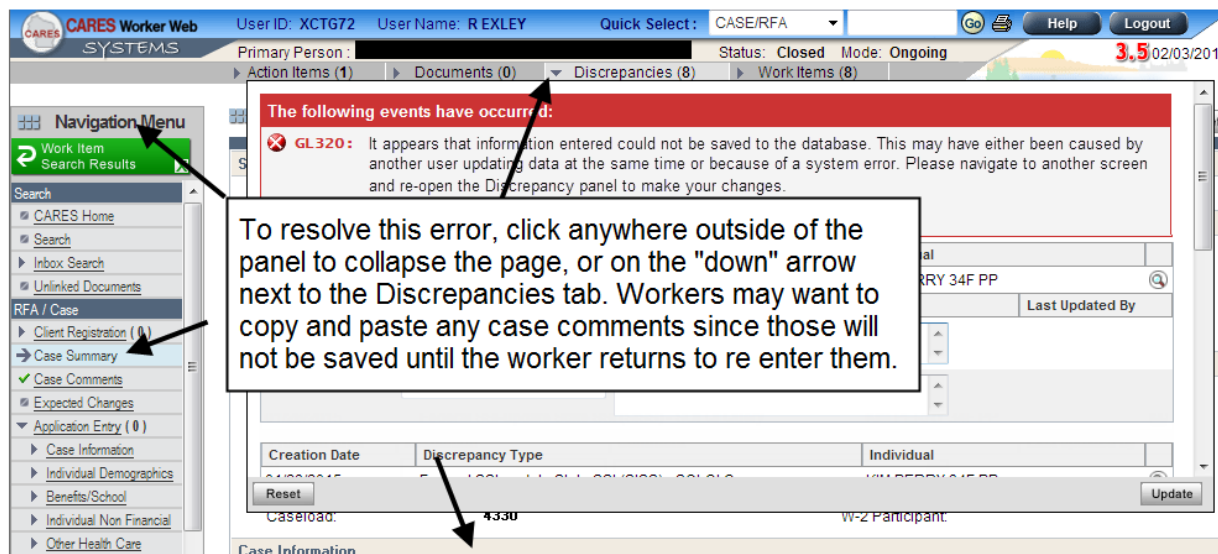 CARES CARES Worker Web
SYSTEMS
User ID: XCTG72 User Name: R EXLEY Quick Select : CASE/RFA Go Help Logout
Primary Person : Status: Closed Mode: Ongoing 3.5 02/03/201
Action Items (1) Documents (0) Discrepancies (8) Work Items (8)
Navigation Menu
Work Item
Search Results
Search
CARES Home
Search
Inbox Search
Unlinked Documents
RFA / Case
Client Registration ( 0 )
Case Summary
Case Comments
Expected Changes
Application Entry ( 0 )
Case Information
Individual Demographics
Benefits/School
Individual Non Financial
Other Health Care
The following events have occurred:
GL320 : It appears that information entered could not be saved to the database. This may have either been caused by
another user updating data at the same time or because of a system error. Please navigate to another screen
and re-open the Discrepancy panel to make your changes.
To resolve this error, click anywhere outside of the
panel to collapse the page, or on the "down" arrow
next to the Discrepancies tab. Workers may want to
copy and paste any case comments since those will
not be saved until the worker returns to re enter them.
ial
RRY 34F PP
Last Updated By
Creation Date Discrepancy Type Individual
KIM PERRY 34F PP
Reset Update
Caseload: 4330 W-2 Participant:
Case Information